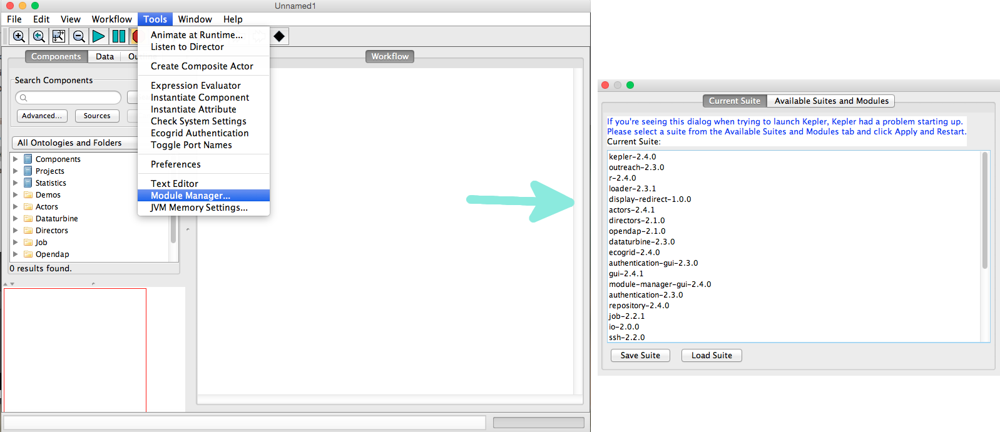 Unnamed1
File Edit View Workflow Tools Window Help
Animate at Runtime...
Listen to Director
Create Composite Actor
Expression Evaluator
Instantiate Component
Instantiate Attribute
Check System Settings
Ecogrid Authentication
Toggle Port Names
Preferences
Text Editor
Module Manager...
JVM Memory Settings...
Components Data
Workflow
Search Components
Advanced... Sources
All Ontologies and Folders
Components
Projects
Statistics
Demos
Actors
Dataturbine
Directors
Job
Opendap
0 results found.
Current Suite Available Suites and Modules
If you're seeing this dialog when trying to launch Kepler, Kepler had a problem starting up.
Please select a suite from the Available Suites and Modules tab and click Apply and Restart.
Current Suite:
kepler-2.4.0
outreach-2.3.0
r-2.4.0
loader-2.3.1
display-redirect-1.0.0
actors-2.4.1
directors-2.1.0
opendap-2.1.0
dataturbine-2.3.0
ecogrid-2.4.0
authentication-gui-2.3.0
gui-2.4.1
module-manager-gui-2.4.0
authentication-2.3.0
repository-2.4.0
job-2.2.1
io-2.0.0
ssh-2.2.0
Save Suite Load Suite